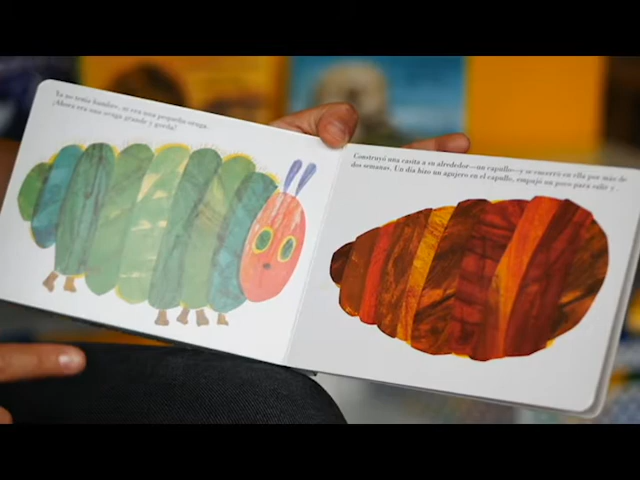 Ya no tenía hambre, ni era una pequeña oruga.
¡Ahora era una oruga grande y gorda!
Construyó una casita a su alrededor—un capullo—y se encerró en ella por más de
dos semanas. Un día hizo un agujero en el capullo, empujó un poco para salir y .